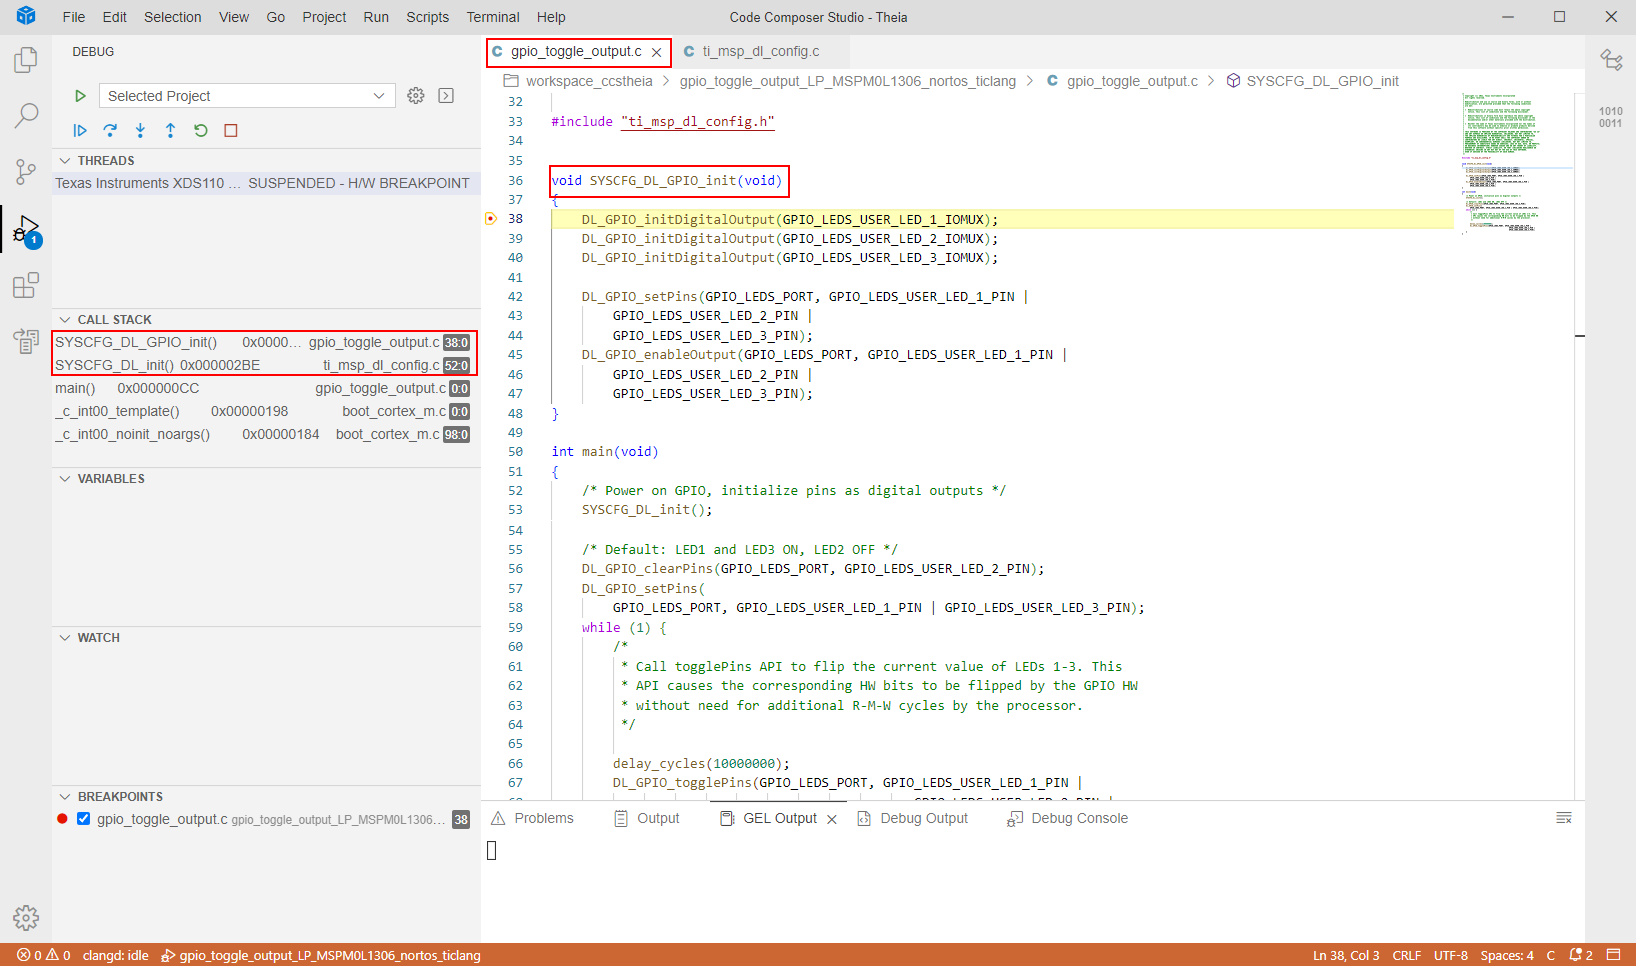 File Edit Selection View Go Project Run Scripts Terminal Help
Code Composer Studio - Theia
DEBUG
Selected Project
THREADS
Texas Instruments XDS110 ... SUSPENDED - H/W BREAKPOINT
CALL STACK
SYSCFG_DL_GPIO_init() 0x0000... gpio_toggle_output.c 38:0
SYSCFG_DL_init() 0x000002BE ti_msp_dl_config.c 52:0
main() 0x000000CC gpio_toggle_output.c 0:0
_c_int00_template() 0x00000198 boot_cortex_m.c 0:0
_c_int00_noinit_noargs() 0x00000184 boot_cortex_m.c 98:0
VARIABLES
WATCH
BREAKPOINTS
gpio_toggle_output.c gpio_toggle_output_LP_MSPM0L1306... 38
1
C gpio_toggle_output.c C ti_msp_dl_config.c
workspace_ccstheia > gpio_toggle_output_LP_MSPM0L1306_nortos_ticlang > C gpio_toggle_output.c > SYSCFG_DL_GPIO_init
32
33 #include "ti_msp_dl_config.h"
34
35
36 void SYSCFG_DL_GPIO_init(void)
37 {
38 DL_GPIO_initDigitalOutput(GPIO_LEDS_USER_LED_1_IOMUX);
39 DL_GPIO_initDigitalOutput(GPIO_LEDS_USER_LED_2_IOMUX);
40 DL_GPIO_initDigitalOutput(GPIO_LEDS_USER_LED_3_IOMUX);
41
42 DL_GPIO_setPins(GPIO_LEDS_PORT, GPIO_LEDS_USER_LED_1_PIN |
43 GPIO_LEDS_USER_LED_2_PIN |
44 GPIO_LEDS_USER_LED_3_PIN);
45 DL_GPIO_enableOutput(GPIO_LEDS_PORT, GPIO_LEDS_USER_LED_1_PIN |
46 GPIO_LEDS_USER_LED_2_PIN |
47 GPIO_LEDS_USER_LED_3_PIN);
48 }
49
50 int main(void)
51 {
52 /* Power on GPIO, initialize pins as digital outputs */
53 SYSCFG_DL_init();
54
55 /* Default: LED1 and LED3 ON, LED2 OFF */
56 DL_GPIO_clearPins(GPIO_LEDS_PORT, GPIO_LEDS_USER_LED_2_PIN);
57 DL_GPIO_setPins(
58 GPIO_LEDS_PORT, GPIO_LEDS_USER_LED_1_PIN | GPIO_LEDS_USER_LED_3_PIN);
59 while (1) {
60 /*
61 * Call togglePins API to flip the current value of LEDs 1-3. This
62 * API causes the corresponding HW bits to be flipped by the GPIO HW
63 * without need for additional R-M-W cycles by the processor.
64 */
65
66 delay_cycles(10000000);
67 DL_GPIO_togglePins(GPIO_LEDS_PORT, GPIO_LEDS_USER_LED_1_PIN |
1010
0011
Problems Output GEL Output Debug Output Debug Console
0 0 clangd: idle gpio_toggle_output_LP_MSPM0L1306_nortos_ticlang
Ln 38, Col 3 CRLF UTF-8 Spaces: 4 C 2